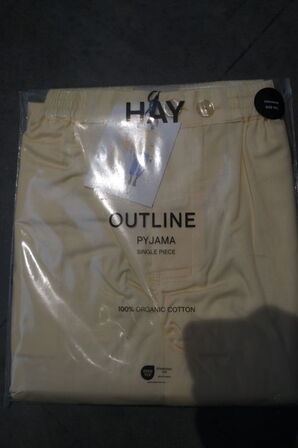 HAY
OUTLINE
PYJAMA
SINGLE PIECE
100% ORGANIC COTTON